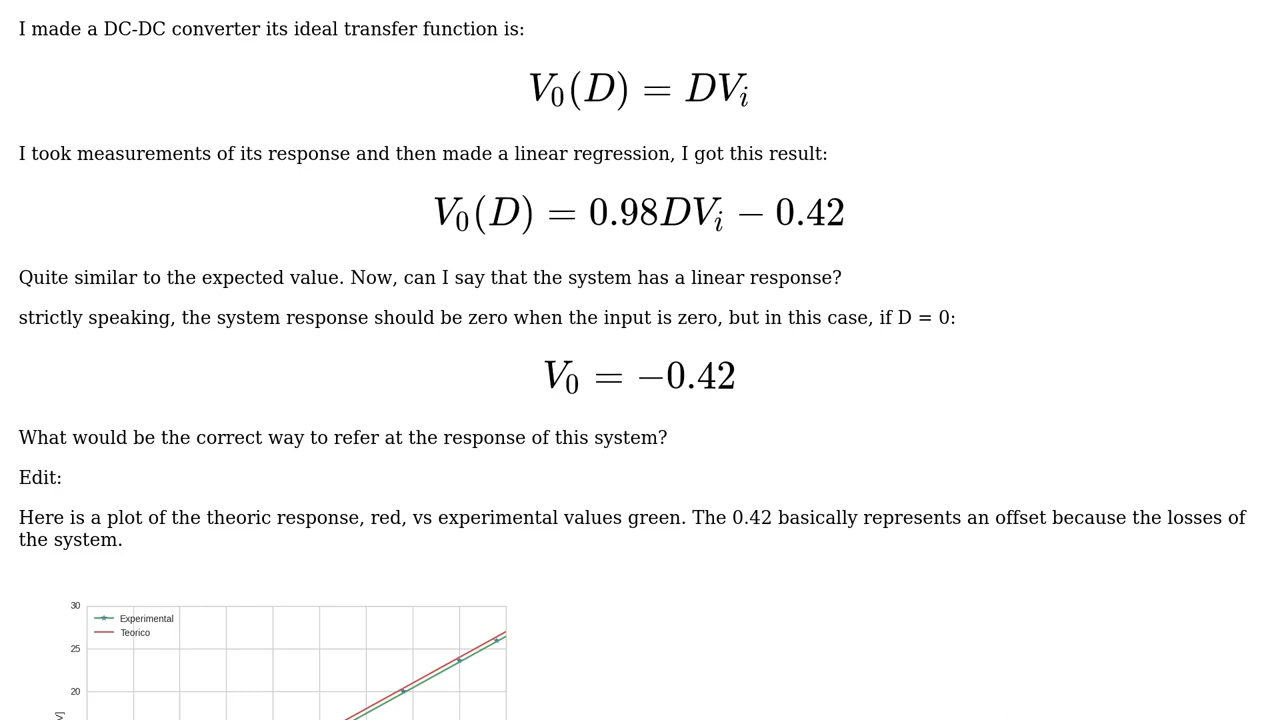 I made a DC-DC converter its ideal transfer function is:
V₀(D) = DVᵢ
I took measurements of its response and then made a linear regression, I got this result:
V₀(D) = 0.98DVᵢ − 0.42
Quite similar to the expected value. Now, can I say that the system has a linear response?
strictly speaking, the system response should be zero when the input is zero, but in this case, if D = 0:
V₀ = −0.42
What would be the correct way to refer at the response of this system?
Edit:
Here is a plot of the theoric response, red, vs experimental values green. The 0.42 basically represents an offset because the losses of
the system.
30
Experimental
Teorico
25
20